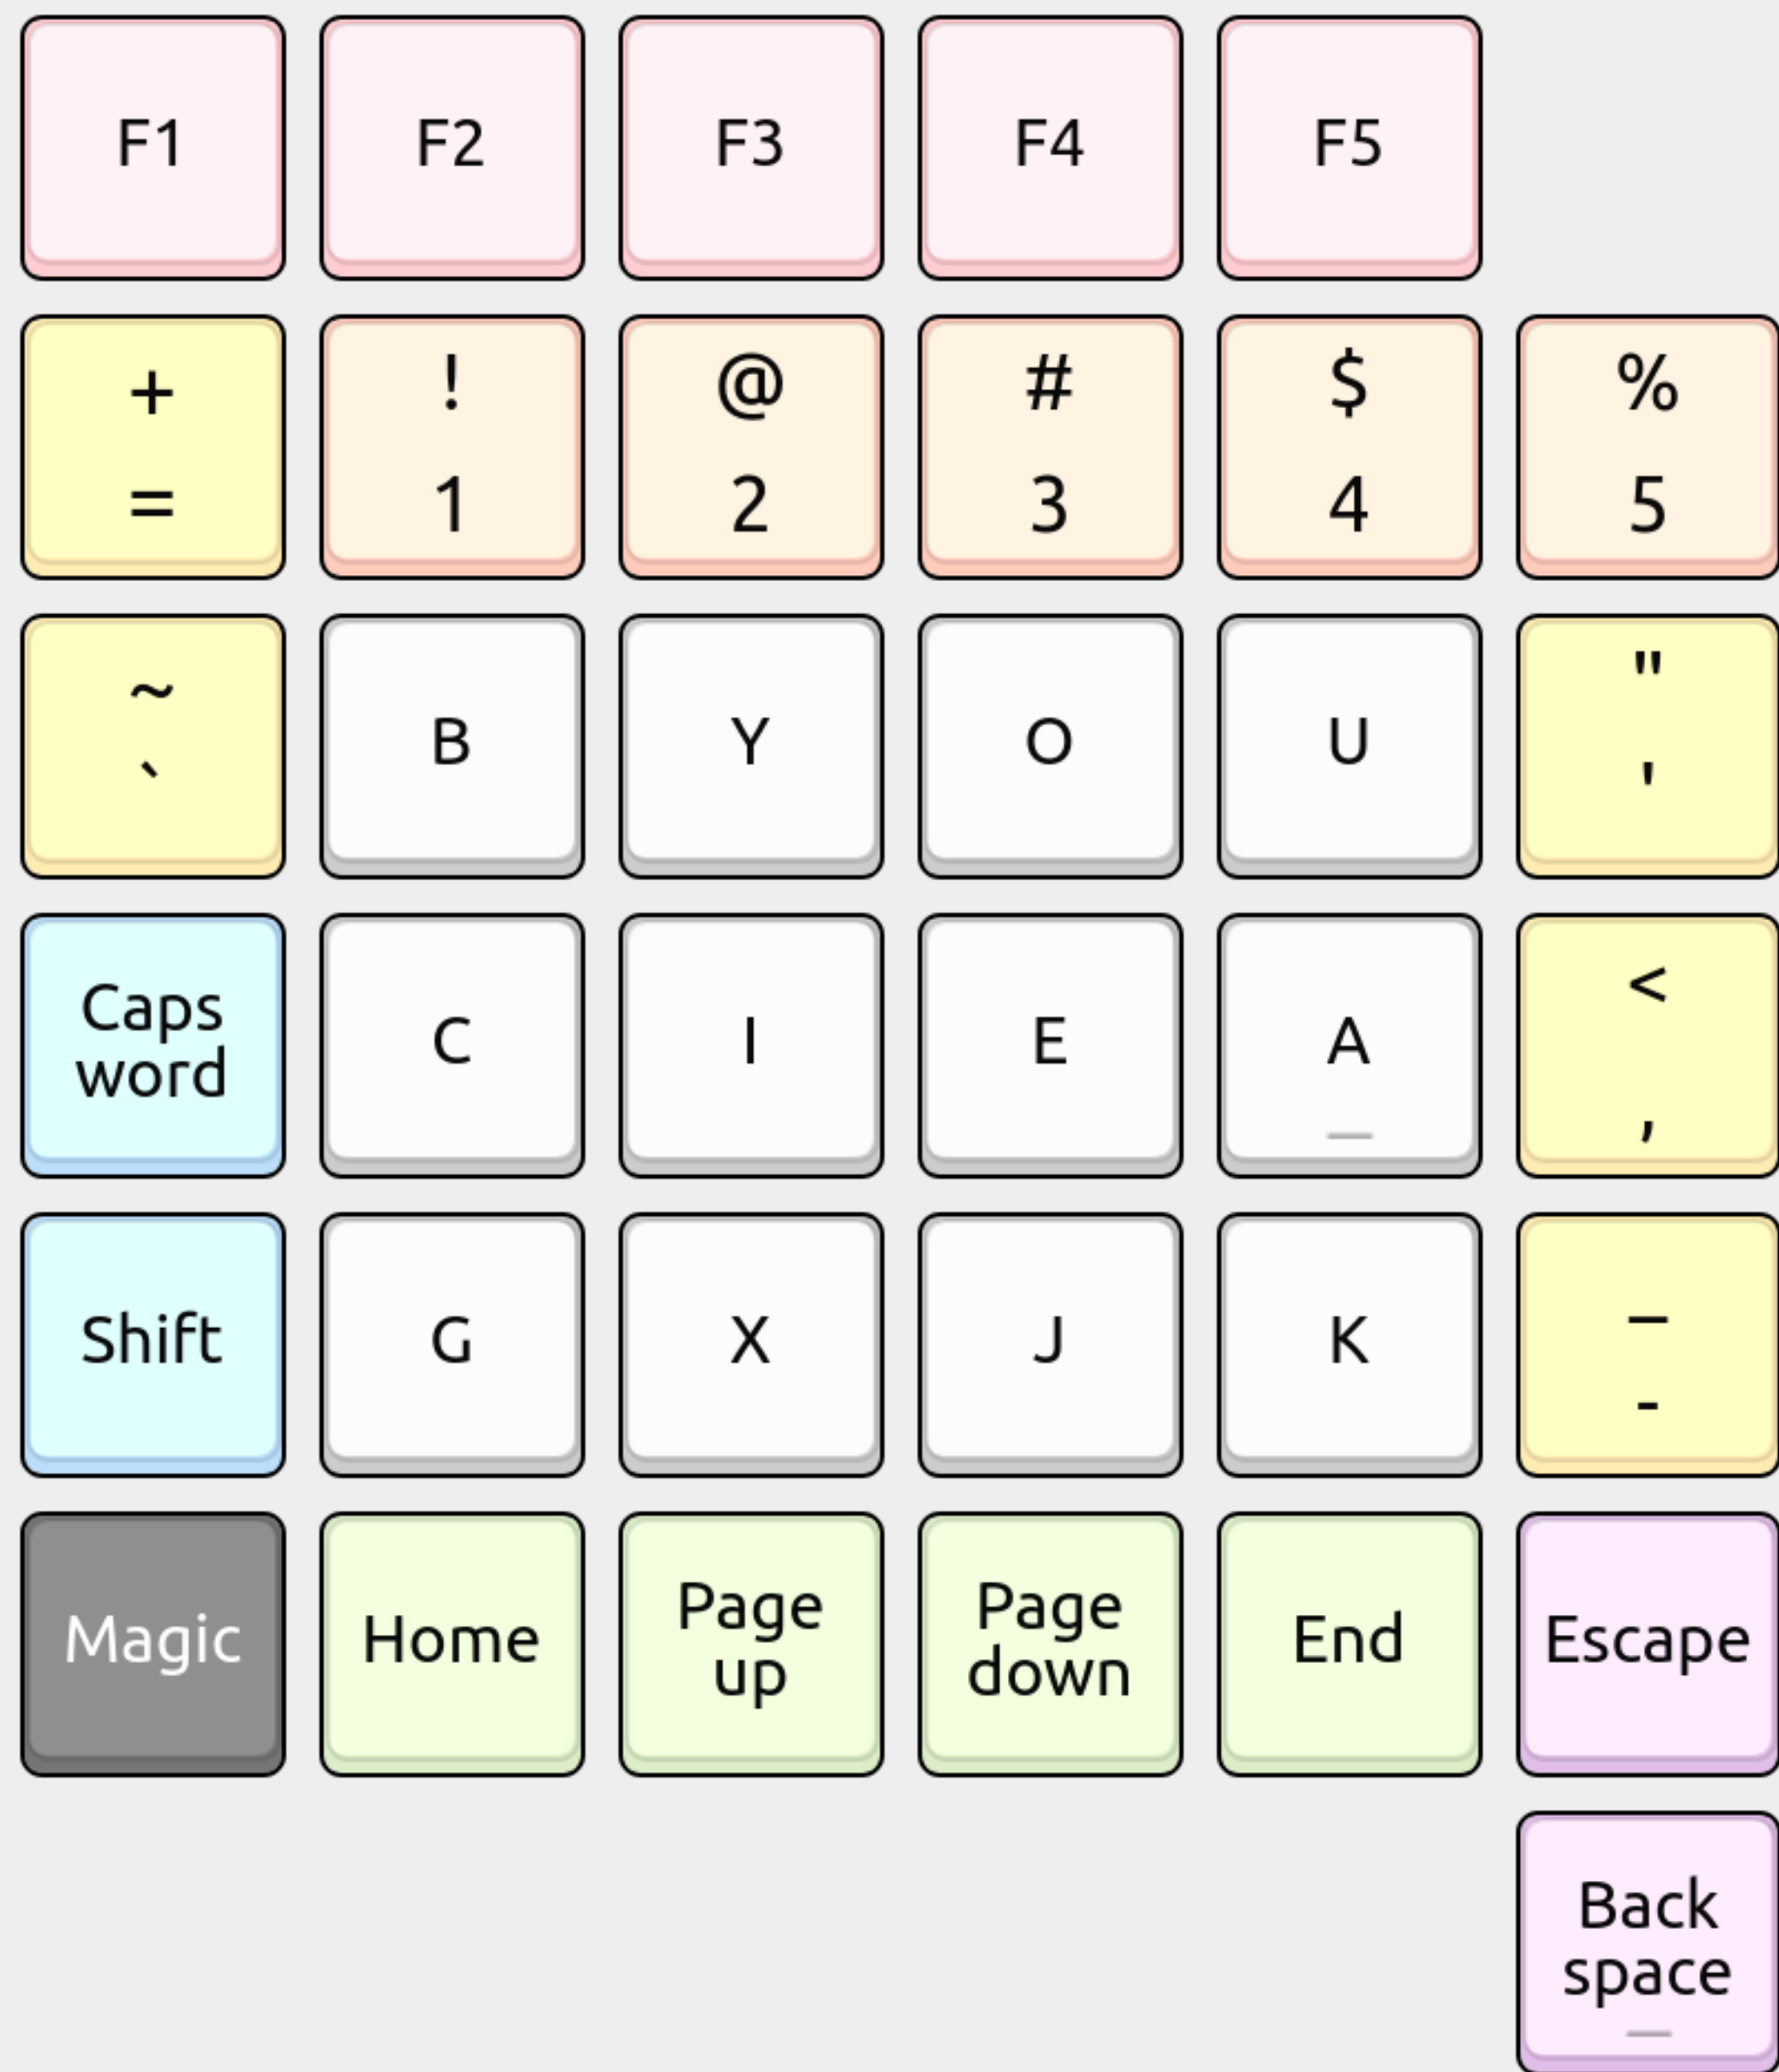 F1 F2 F3 F4 F5
+ ! @ # $ %
= 1 2 3 4 5
~ "
` B Y O U '
Caps word C I E A < ,
Shift G X J K _ -
Magic Home Page up Page down End Escape
Back
space